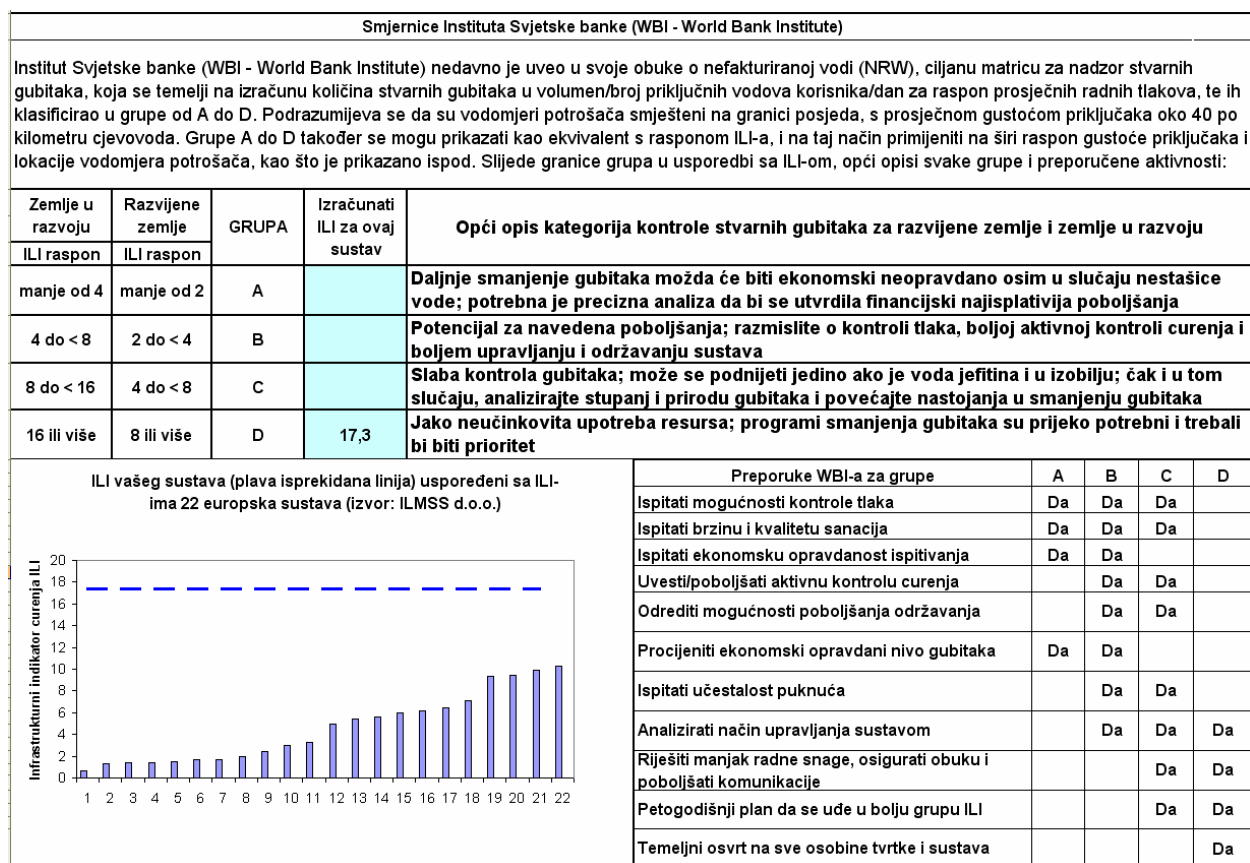 Smjernice Instituta Svjetske banke (WBI - World Bank Institute)
Institut Svjetske banke (WBI - World Bank Institute) nedavno je uveo u svoje obuke o nefakturiranoj vodi (NRW), ciljanu matricu za nadzor stvarnih
gubitaka, koja se temelji na izračunu količina stvarnih gubitaka u volumen/broj priključnih vodova korisnika/dan za raspon prosječnih radnih tlakova, te ih
klasificirao u grupe od A do D. Podrazumijeva se da su vodomjeri potrošača smješteni na granici posjeda, s prosječnom gustoćom priključaka oko 40 po
kilometru cjevovoda. Grupe A do D također se mogu prikazati kao ekvivalent s rasponom ILI-a, i na taj način primijeniti na širi raspon gustoće priključaka i
lokacije vodomjera potrošača, kao što je prikazano ispod. Slijede granice grupa u usporedbi sa ILI-om, opći opisi svake grupe i preporučene aktivnosti:
Zemlje u razvoju
ILI raspon
Razvijene zemlje
ILI raspon
GRUPA
Izračunati ILI za ovaj sustav
Opći opis kategorija kontrole stvarnih gubitaka za razvijene zemlje i zemlje u razvoju
manje od 4
manje od 2
A
Daljnje smanjenje gubitaka možda će biti ekonomski neopravdano osim u slučaju nestašice
vode; potrebna je precizna analiza da bi se utvrdila financijski najisplativija poboljšanja
4 do < 8
2 do < 4
B
Potencijal za navedena poboljšanja; razmislite o kontroli tlaka, boljoj aktivnoj kontroli curenja i
boljem upravljanju i održavanju sustava
8 do < 16
4 do < 8
C
Slaba kontrola gubitaka; može se podnijeti jedino ako je voda jefitina i u izobilju; čak i u tom
slučaju, analizirajte stupanj i prirodu gubitaka i povećajte nastojanja u smanjenju gubitaka
16 ili više
8 ili više
D
17,3
Jako neučinkovita upotreba resursa; programi smanjenja gubitaka su prijeko potrebni i trebali
bi biti prioritet
ILI vašeg sustava (plava isprekidana linija) uspoređeni sa ILI-
ima 22 europska sustava (izvor: ILMSS d.o.o.)
Infrastrukturni indikator curenja ILI
20
18
16
14
12
10
8
6
4
2
0
1 2 3 4 5 6 7 8 9 10 11 12 13 14 15 16 17 18 19 20 21 22
Preporuke WBI-a za grupe A B C D
Ispitati mogućnosti kontrole tlaka Da Da Da
Ispitati brzinu i kvalitetu sanacija Da Da Da
Ispitati ekonomsku opravdanost ispitivanja Da Da
Uvesti/poboljšati aktivnu kontrolu curenja Da Da
Odrediti mogućnosti poboljšanja održavanja Da Da
Procijeniti ekonomski opravdani nivo gubitaka Da Da
Ispitati učestalost puknuća Da Da
Analizirati način upravljanja sustavom Da Da Da
Riješiti manjak radne snage, osigurati obuku i
poboljšati komunikacije Da Da
Petogodišnji plan da se uđe u bolju grupu ILI Da Da
Temeljni osvrt na sve osobine tvrtke i sustava Da